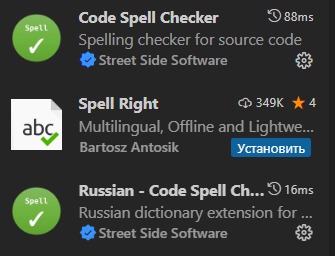 Spell
Code Spell Checker 88ms
Spelling checker for source code
Street Side Software
abc
Spell Right 349K 4
Multilingual, Offline and Lightwe...
Bartosz Antosik Установить
Spell
Russian - Code Spell Ch... 16ms
Russian dictionary extension for ...
Street Side Software